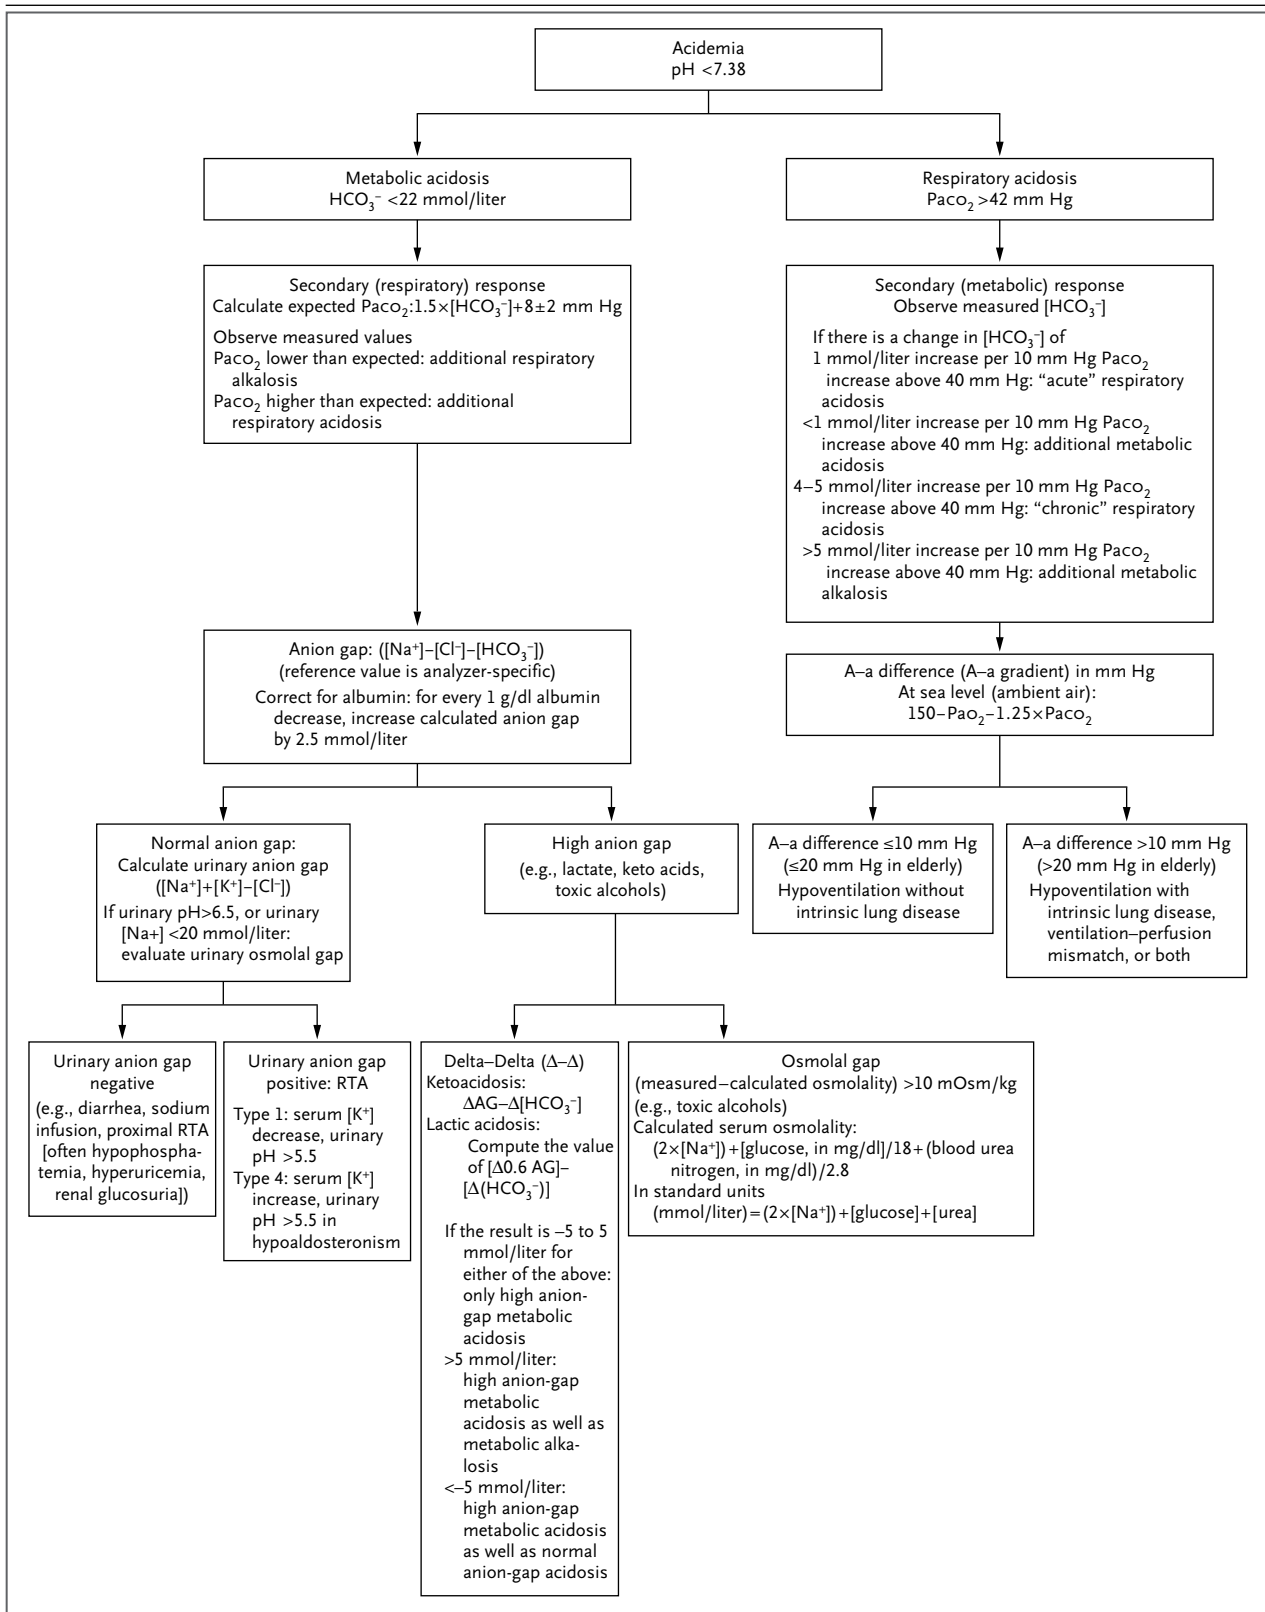 Acidemia
pH <7.38
Metabolic acidosis
HCO₃⁻ <22 mmol/liter
Respiratory acidosis
Paco₂ >42 mm Hg
Secondary (respiratory) response
Calculate expected Paco₂:1.5×[HCO₃⁻]+8±2 mm Hg
Observe measured values
Paco₂ lower than expected: additional respiratory
alkalosis
Paco₂ higher than expected: additional
respiratory acidosis
Secondary (metabolic) response
Observe measured [HCO₃⁻]
If there is a change in [HCO₃⁻] of
1 mmol/liter increase per 10 mm Hg Paco₂
increase above 40 mm Hg: “acute” respiratory
acidosis
<1 mmol/liter increase per 10 mm Hg Paco₂
increase above 40 mm Hg: additional metabolic
acidosis
4–5 mmol/liter increase per 10 mm Hg Paco₂
increase above 40 mm Hg: “chronic” respiratory
acidosis
>5 mmol/liter increase per 10 mm Hg Paco₂
increase above 40 mm Hg: additional metabolic
alkalosis
Anion gap: ([Na⁺]–[Cl⁻]–[HCO₃⁻])
(reference value is analyzer-specific)
Correct for albumin: for every 1 g/dl albumin
decrease, increase calculated anion gap
by 2.5 mmol/liter
A–a difference (A–a gradient) in mm Hg
At sea level (ambient air):
150–Pao₂–1.25×Paco₂
Normal anion gap:
Calculate urinary anion gap
([Na⁺]+[K⁺]–[Cl⁻])
If urinary pH>6.5, or urinary
[Na+] <20 mmol/liter:
evaluate urinary osmolal gap
High anion gap
(e.g., lactate, keto acids,
toxic alcohols)
A–a difference ≤10 mm Hg
(≤20 mm Hg in elderly)
Hypoventilation without
intrinsic lung disease
A–a difference >10 mm Hg
(>20 mm Hg in elderly)
Hypoventilation with
intrinsic lung disease,
ventilation–perfusion
mismatch, or both
Urinary anion gap
negative
(e.g., diarrhea, sodium
infusion, proximal RTA
[often hypophospha-
temia, hyperuricemia,
renal glucosuria])
Urinary anion gap
positive: RTA
Type 1: serum [K⁺]
decrease, urinary
pH >5.5
Type 4: serum [K⁺]
increase, urinary
pH >5.5 in
hypoaldosteronism
Delta–Delta (Δ–Δ)
Ketoacidosis:
ΔAG–Δ[HCO₃⁻]
Lactic acidosis:
Compute the value
of [Δ0.6 AG]–
[Δ(HCO₃⁻)]
If the result is –5 to 5
mmol/liter for
either of the above:
only high anion-
gap metabolic
acidosis
>5 mmol/liter:
high anion-gap
metabolic
acidosis as well as
metabolic alka-
losis
<–5 mmol/liter:
high anion-gap
metabolic acidosis
as well as normal
anion-gap acidosis
Osmolal gap
(measured–calculated osmolality) >10 mOsm/kg
(e.g., toxic alcohols)
Calculated serum osmolality:
(2×[Na⁺])+[glucose, in mg/dl]/18+(blood urea
nitrogen, in mg/dl)/2.8
In standard units
(mmol/liter)=(2×[Na⁺])+[glucose]+[urea]